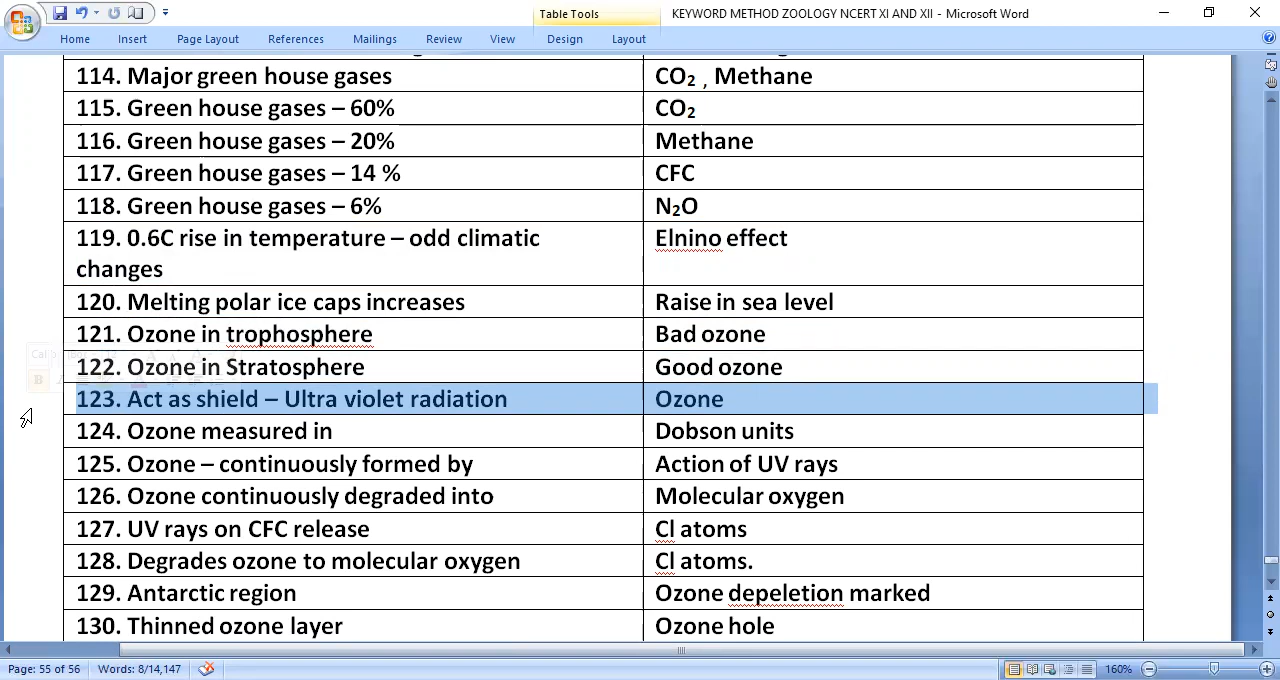 Table Tools
KEYWORD METHOD ZOOLOGY NCERT XI AND XII - Microsoft Word
Home Insert Page Layout References Mailings Review View Design Layout
114. Major green house gases CO₂ , Methane
115. Green house gases – 60% CO₂
116. Green house gases – 20% Methane
117. Green house gases – 14 % CFC
118. Green house gases – 6% N₂O
119. 0.6C rise in temperature – odd climatic Elnino effect
changes
120. Melting polar ice caps increases Raise in sea level
121. Ozone in trophosphere Bad ozone
122. Ozone in Stratosphere Good ozone
123. Act as shield – Ultra violet radiation Ozone
124. Ozone measured in Dobson units
125. Ozone – continuously formed by Action of UV rays
126. Ozone continuously degraded into Molecular oxygen
127. UV rays on CFC release Cl atoms
128. Degrades ozone to molecular oxygen Cl atoms.
129. Antarctic region Ozone depeletion marked
130. Thinned ozone layer Ozone hole
Page: 55 of 56 Words: 8/14,147 160%